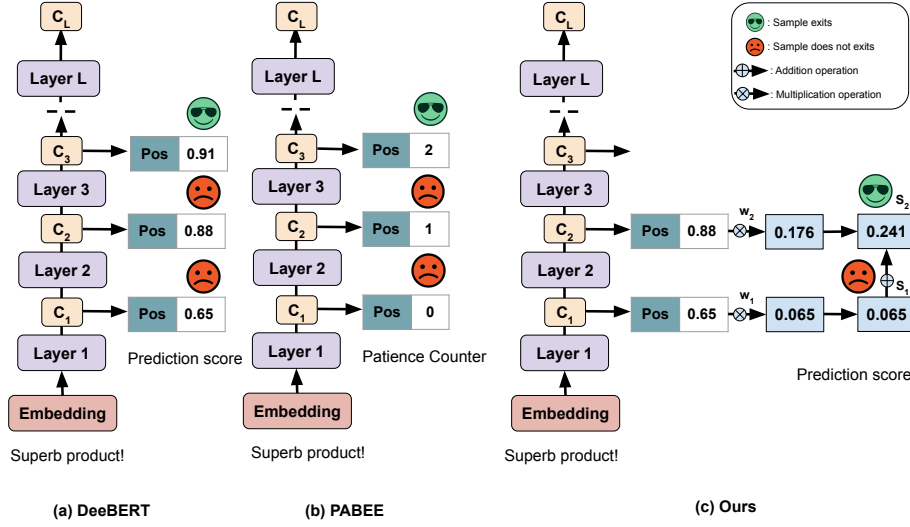 C_L
Layer L
C_3
Pos 0.91
Layer 3
C_2
Pos 0.88
Layer 2
C_1
Pos 0.65
Layer 1
Prediction score
Embedding
Superb product!
(a) DeeBERT
C_L
Layer L
C_3
Pos 2
Layer 3
C_2
Pos 1
Layer 2
C_1
Pos 0
Layer 1
Patience Counter
Embedding
Superb product!
(b) PABEE
C_L
Layer L
C_3
Layer 3
C_2
Pos 0.88 w_2 0.176 0.241 S_2
Layer 2
C_1
Pos 0.65 w_1 0.065 0.065 S_1
Layer 1
Prediction score
Embedding
Superb product!
(c) Ours
: Sample exits
: Sample does not exits
: Addition operation
: Multiplication operation